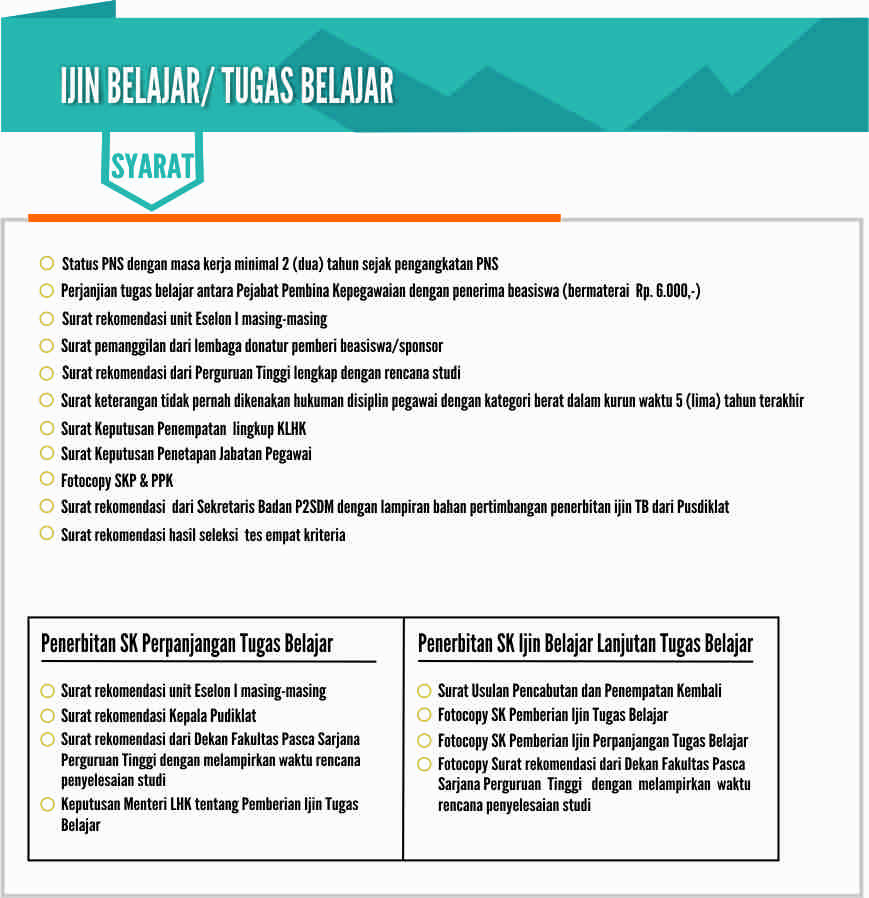 IJIN BELAJAR/ TUGAS BELAJAR
SYARAT
Status PNS dengan masa kerja minimal 2 (dua) tahun sejak pengangkatan PNS
Perjanjian tugas belajar antara Pejabat Pembina Kepegawaian dengan penerima beasiswa (bermaterai Rp. 6.000,-)
Surat rekomendasi unit Eselon I masing-masing
Surat pemanggilan dari lembaga donatur pemberi beasiswa/sponsor
Surat rekomendasi dari Perguruan Tinggi lengkap dengan rencana studi
Surat keterangan tidak pernah dikenakan hukuman disiplin pegawai dengan kategori berat dalam kurun waktu 5 (lima) tahun terakhir
Surat Keputusan Penempatan lingkup KLHK
Surat Keputusan Penetapan Jabatan Pegawai
Fotocopy SKP & PPK
Surat rekomendasi dari Sekretaris Badan P2SDM dengan lampiran bahan pertimbangan penerbitan ijin TB dari Pusdiklat
Surat rekomendasi hasil seleksi tes empat kriteria
Penerbitan SK Perpanjangan Tugas Belajar
Surat rekomendasi unit Eselon I masing-masing
Surat rekomendasi Kepala Pudiklat
Surat rekomendasi dari Dekan Fakultas Pasca Sarjana
Perguruan Tinggi dengan melampirkan waktu rencana
penyelesaian studi
Keputusan Menteri LHK tentang Pemberian Ijin Tugas
Belajar
Penerbitan SK Ijin Belajar Lanjutan Tugas Belajar
Surat Usulan Pencabutan dan Penempatan Kembali
Fotocopy SK Pemberian Ijin Tugas Belajar
Fotocopy SK Pemberian Ijin Perpanjangan Tugas Belajar
Fotocopy Surat rekomendasi dari Dekan Fakultas Pasca
Sarjana Perguruan Tinggi dengan melampirkan waktu
rencana penyelesaian studi